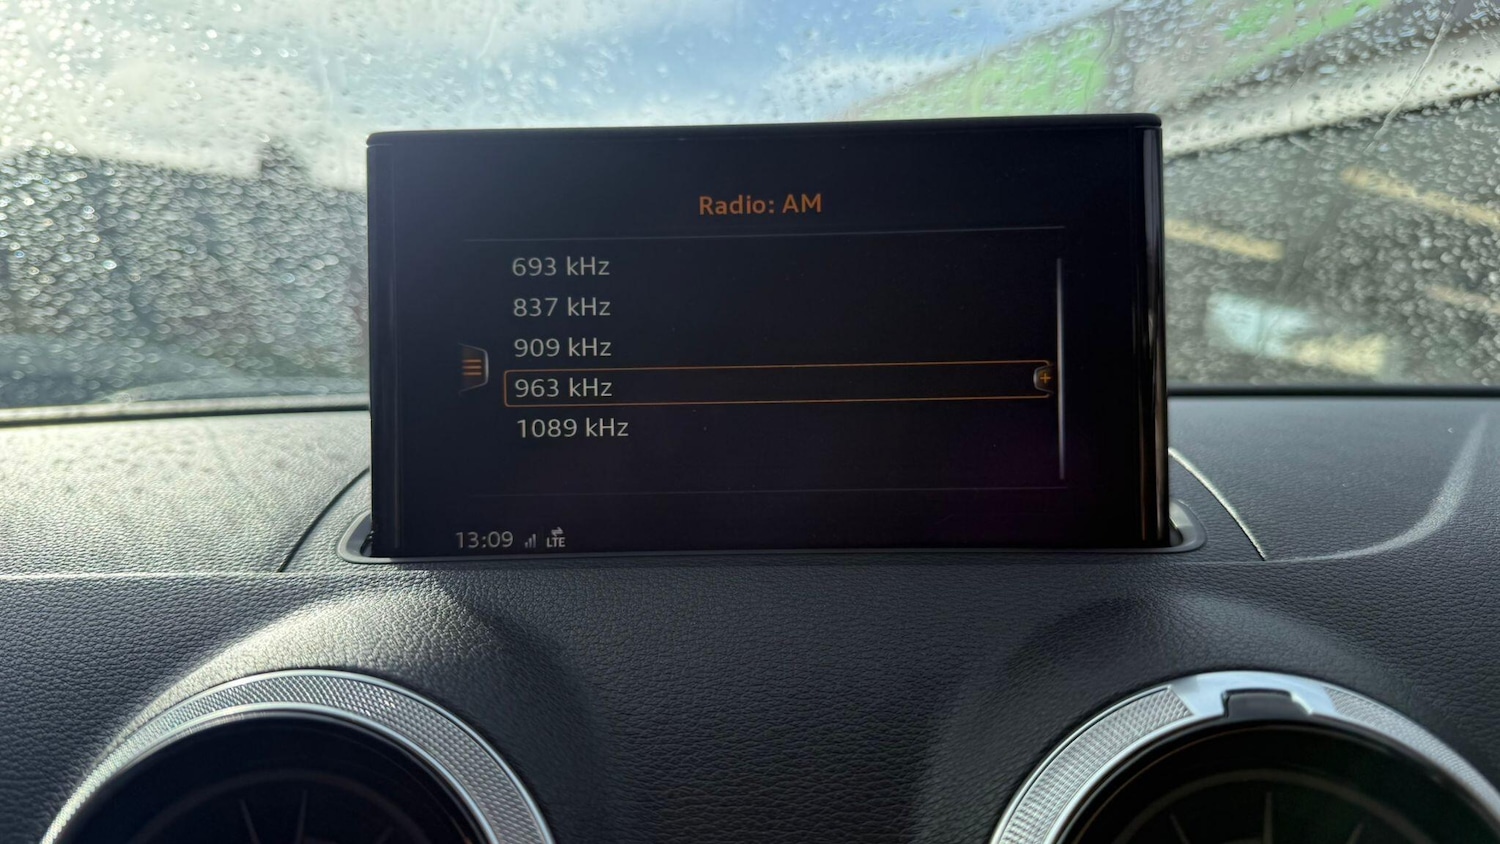 Radio: AM
693 kHz
837 kHz
909 kHz
963 kHz
1089 kHz
13:09 LTE